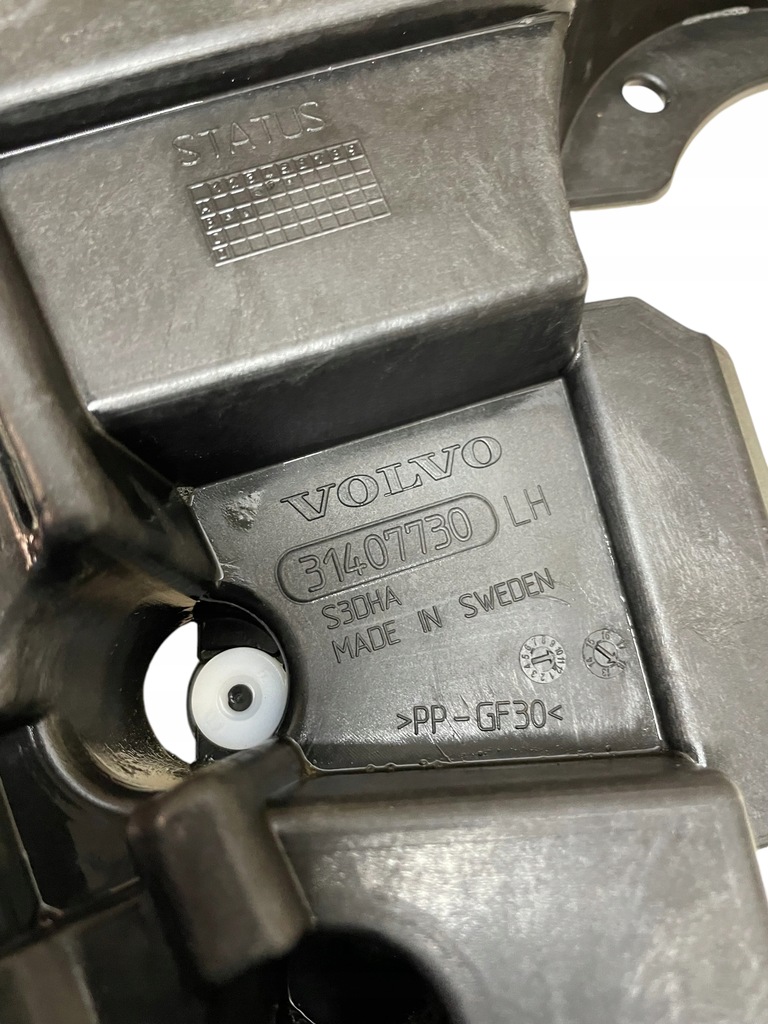 STATUS
VOLVO
31407730 LH
S3DHA
MADE IN SWEDEN
>PP-GF30<